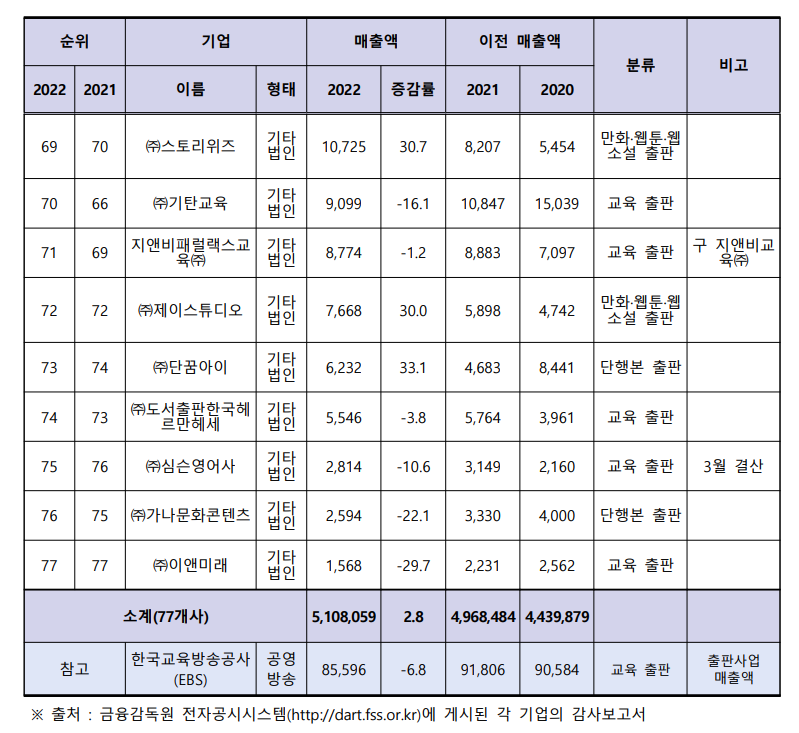 순위 기업 매출액 이전 매출액 분류 비고
2022 2021 이름 형태 2022 증감률 2021 2020
69 70 ㈜스토리위즈 기타 법인 10,725 30.7 8,207 5,454 만화·웹툰·웹소설 출판
70 66 ㈜기탄교육 기타 법인 9,099 -16.1 10,847 15,039 교육 출판
71 69 지앤비패럴랙스교육㈜ 기타 법인 8,774 -1.2 8,883 7,097 교육 출판 구 지앤비교육㈜
72 72 ㈜제이스튜디오 기타 법인 7,668 30.0 5,898 4,742 만화·웹툰·웹소설 출판
73 74 ㈜단꿈아이 기타 법인 6,232 33.1 4,683 8,441 단행본 출판
74 73 ㈜도서출판한국헤르만헤세 기타 법인 5,546 -3.8 5,764 3,961 교육 출판
75 76 ㈜심슨영어사 기타 법인 2,814 -10.6 3,149 2,160 교육 출판 3월 결산
76 75 ㈜가나문화콘텐츠 기타 법인 2,594 -22.1 3,330 4,000 단행본 출판
77 77 ㈜이앤미래 기타 법인 1,568 -29.7 2,231 2,562 교육 출판
소계(77개사) 5,108,059 2.8 4,968,484 4,439,879
참고 한국교육방송공사(EBS) 공영 방송 85,596 -6.8 91,806 90,584 교육 출판 출판사업 매출액
※ 출처 : 금융감독원 전자공시시스템(http://dart.fss.or.kr)에 게시된 각 기업의 감사보고서